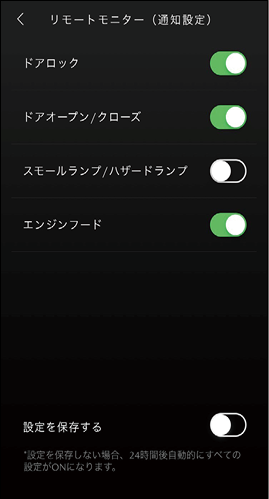 リモートモニター（通知設定）
ドアロック
ドアオープン/クローズ
スモールランプ/ハザードランプ
エンジンフード
設定を保存する
*設定を保存しない場合、24時間後自動的にすべての
設定がONになります。